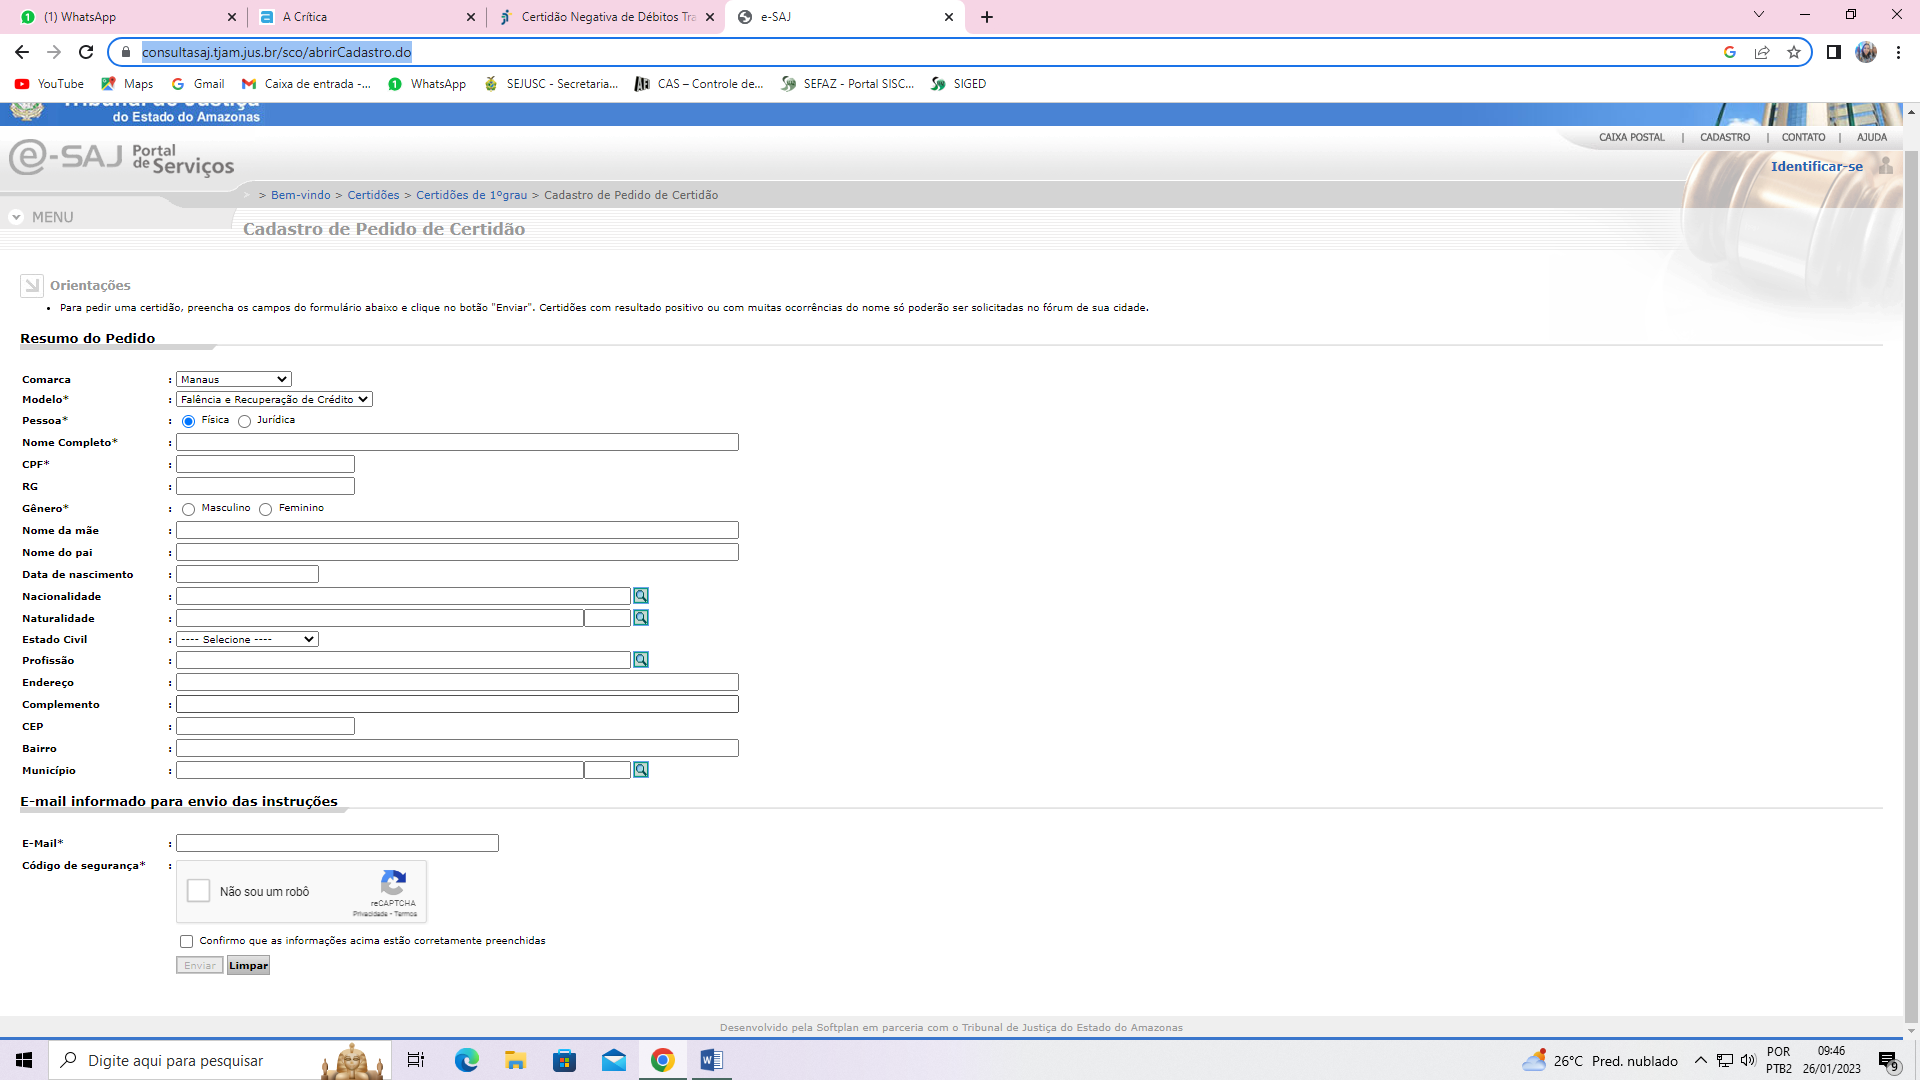 (1) WhatsApp
A Crítica
Certidão Negativa de Débitos Tra
e-SAJ
consultasaj.tjam.jus.br/sco/abrirCadastro.do
YouTube
Maps
Gmail
Caixa de entrada -...
WhatsApp
SEJUSC - Secretaria...
CAS – Controle de...
SEFAZ - Portal SISC...
SIGED
Tribunal de Justiça
do Estado do Amazonas
CAIXA POSTAL | CADASTRO | CONTATO | AJUDA
e-SAJ Portal de Serviços
Identificar-se
> Bem-vindo > Certidões > Certidões de 1ºgrau > Cadastro de Pedido de Certidão
MENU
Cadastro de Pedido de Certidão
Orientações
• Para pedir uma certidão, preencha os campos do formulário abaixo e clique no botão "Enviar". Certidões com resultado positivo ou com muitas ocorrências do nome só poderão ser solicitadas no fórum de sua cidade.
Resumo do Pedido
Comarca : Manaus
Modelo* : Falência e Recuperação de Crédito
Pessoa* : Física Jurídica
Nome Completo* :
CPF* :
RG :
Gênero* : Masculino Feminino
Nome da mãe :
Nome do pai :
Data de nascimento :
Nacionalidade :
Naturalidade :
Estado Civil : ---- Selecione ----
Profissão :
Endereço :
Complemento :
CEP :
Bairro :
Município :
E-mail informado para envio das instruções
E-Mail* :
Código de segurança* :
Não sou um robô
reCAPTCHA
Privacidade - Termos
Confirmo que as informações acima estão corretamente preenchidas
Enviar Limpar
Desenvolvido pela Softplan em parceria com o Tribunal de Justiça do Estado do Amazonas
Digite aqui para pesquisar
26°C Pred. nublado
POR
PTB2
09:46
26/01/2023
9